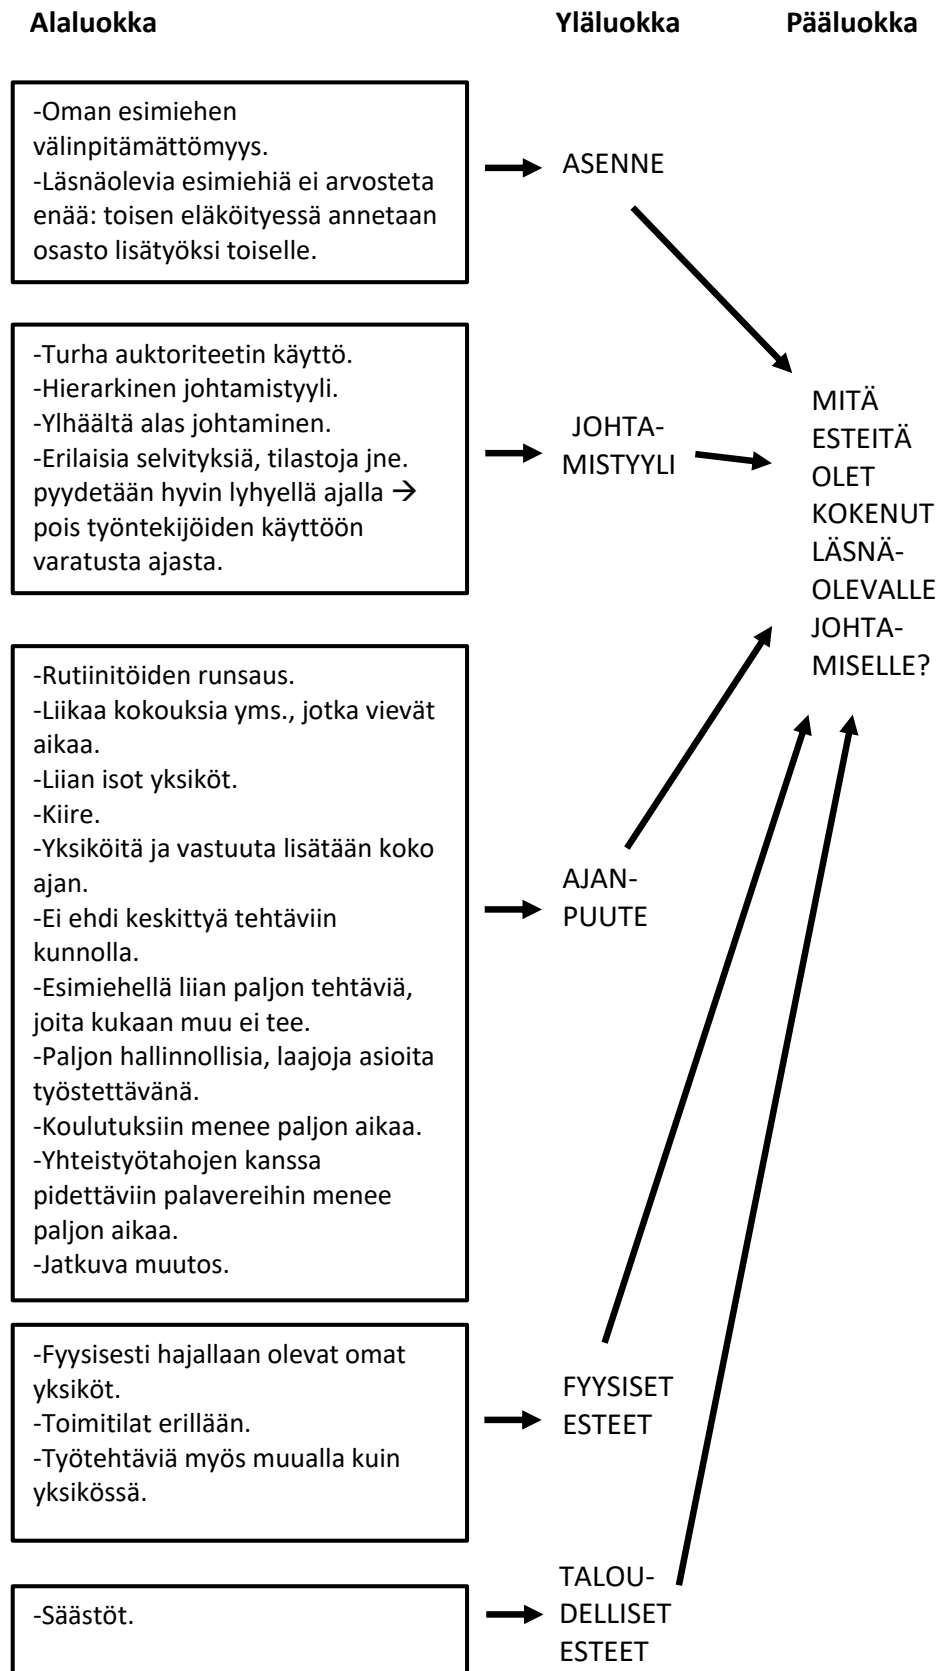 Alaluokka
Yläluokka
Pääluokka
-Oman esimiehen
välinpitämättömyys.
-Läsnäolevia esimiehiä ei arvosteta
enää: toisen eläköityessä annetaan
osasto lisätyöksi toiselle.
ASENNE
-Turha auktoriteetin käyttö.
-Hierarkinen johtamistyyli.
-Ylhäältä alas johtaminen.
-Erilaisia selvityksiä, tilastoja jne.
pyydetään hyvin lyhyellä ajalla →
pois työntekijöiden käyttöön
varatusta ajasta.
JOHTA-
MISTYYLI
MITÄ
ESTEITÄ
OLET
KOKENUT
LÄSNÄ-
OLEVALLE
JOHTA-
MISELLE?
-Rutiinitöiden runsaus.
-Liikaa kokouksia yms., jotka vievät
aikaa.
-Liian isot yksiköt.
-Kiire.
-Yksiköitä ja vastuuta lisätään koko
ajan.
-Ei ehdi keskittyä tehtäviin
kunnolla.
-Esimiehellä liian paljon tehtäviä,
joita kukaan muu ei tee.
-Paljon hallinnollisia, laajoja asioita
työstettävänä.
-Koulutuksiin menee paljon aikaa.
-Yhteistyötahojen kanssa
pidettäviin palavereihin menee
paljon aikaa.
-Jatkuva muutos.
AJAN-
PUUTE
-Fyysisesti hajallaan olevat omat
yksiköt.
-Toimitilat erillään.
-Työtehtäviä myös muualla kuin
yksikössä.
FYYSISET
ESTEET
-Säästöt.
TALOU-
DELLISET
ESTEET